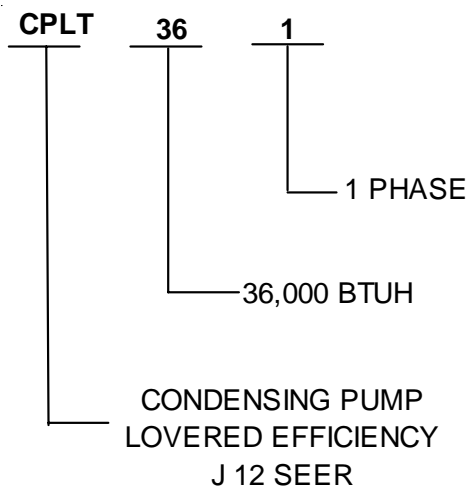 CPLT 36 1
1 PHASE
36,000 BTUH
CONDENSING PUMP
LOVERED EFFICIENCY
J 12 SEER